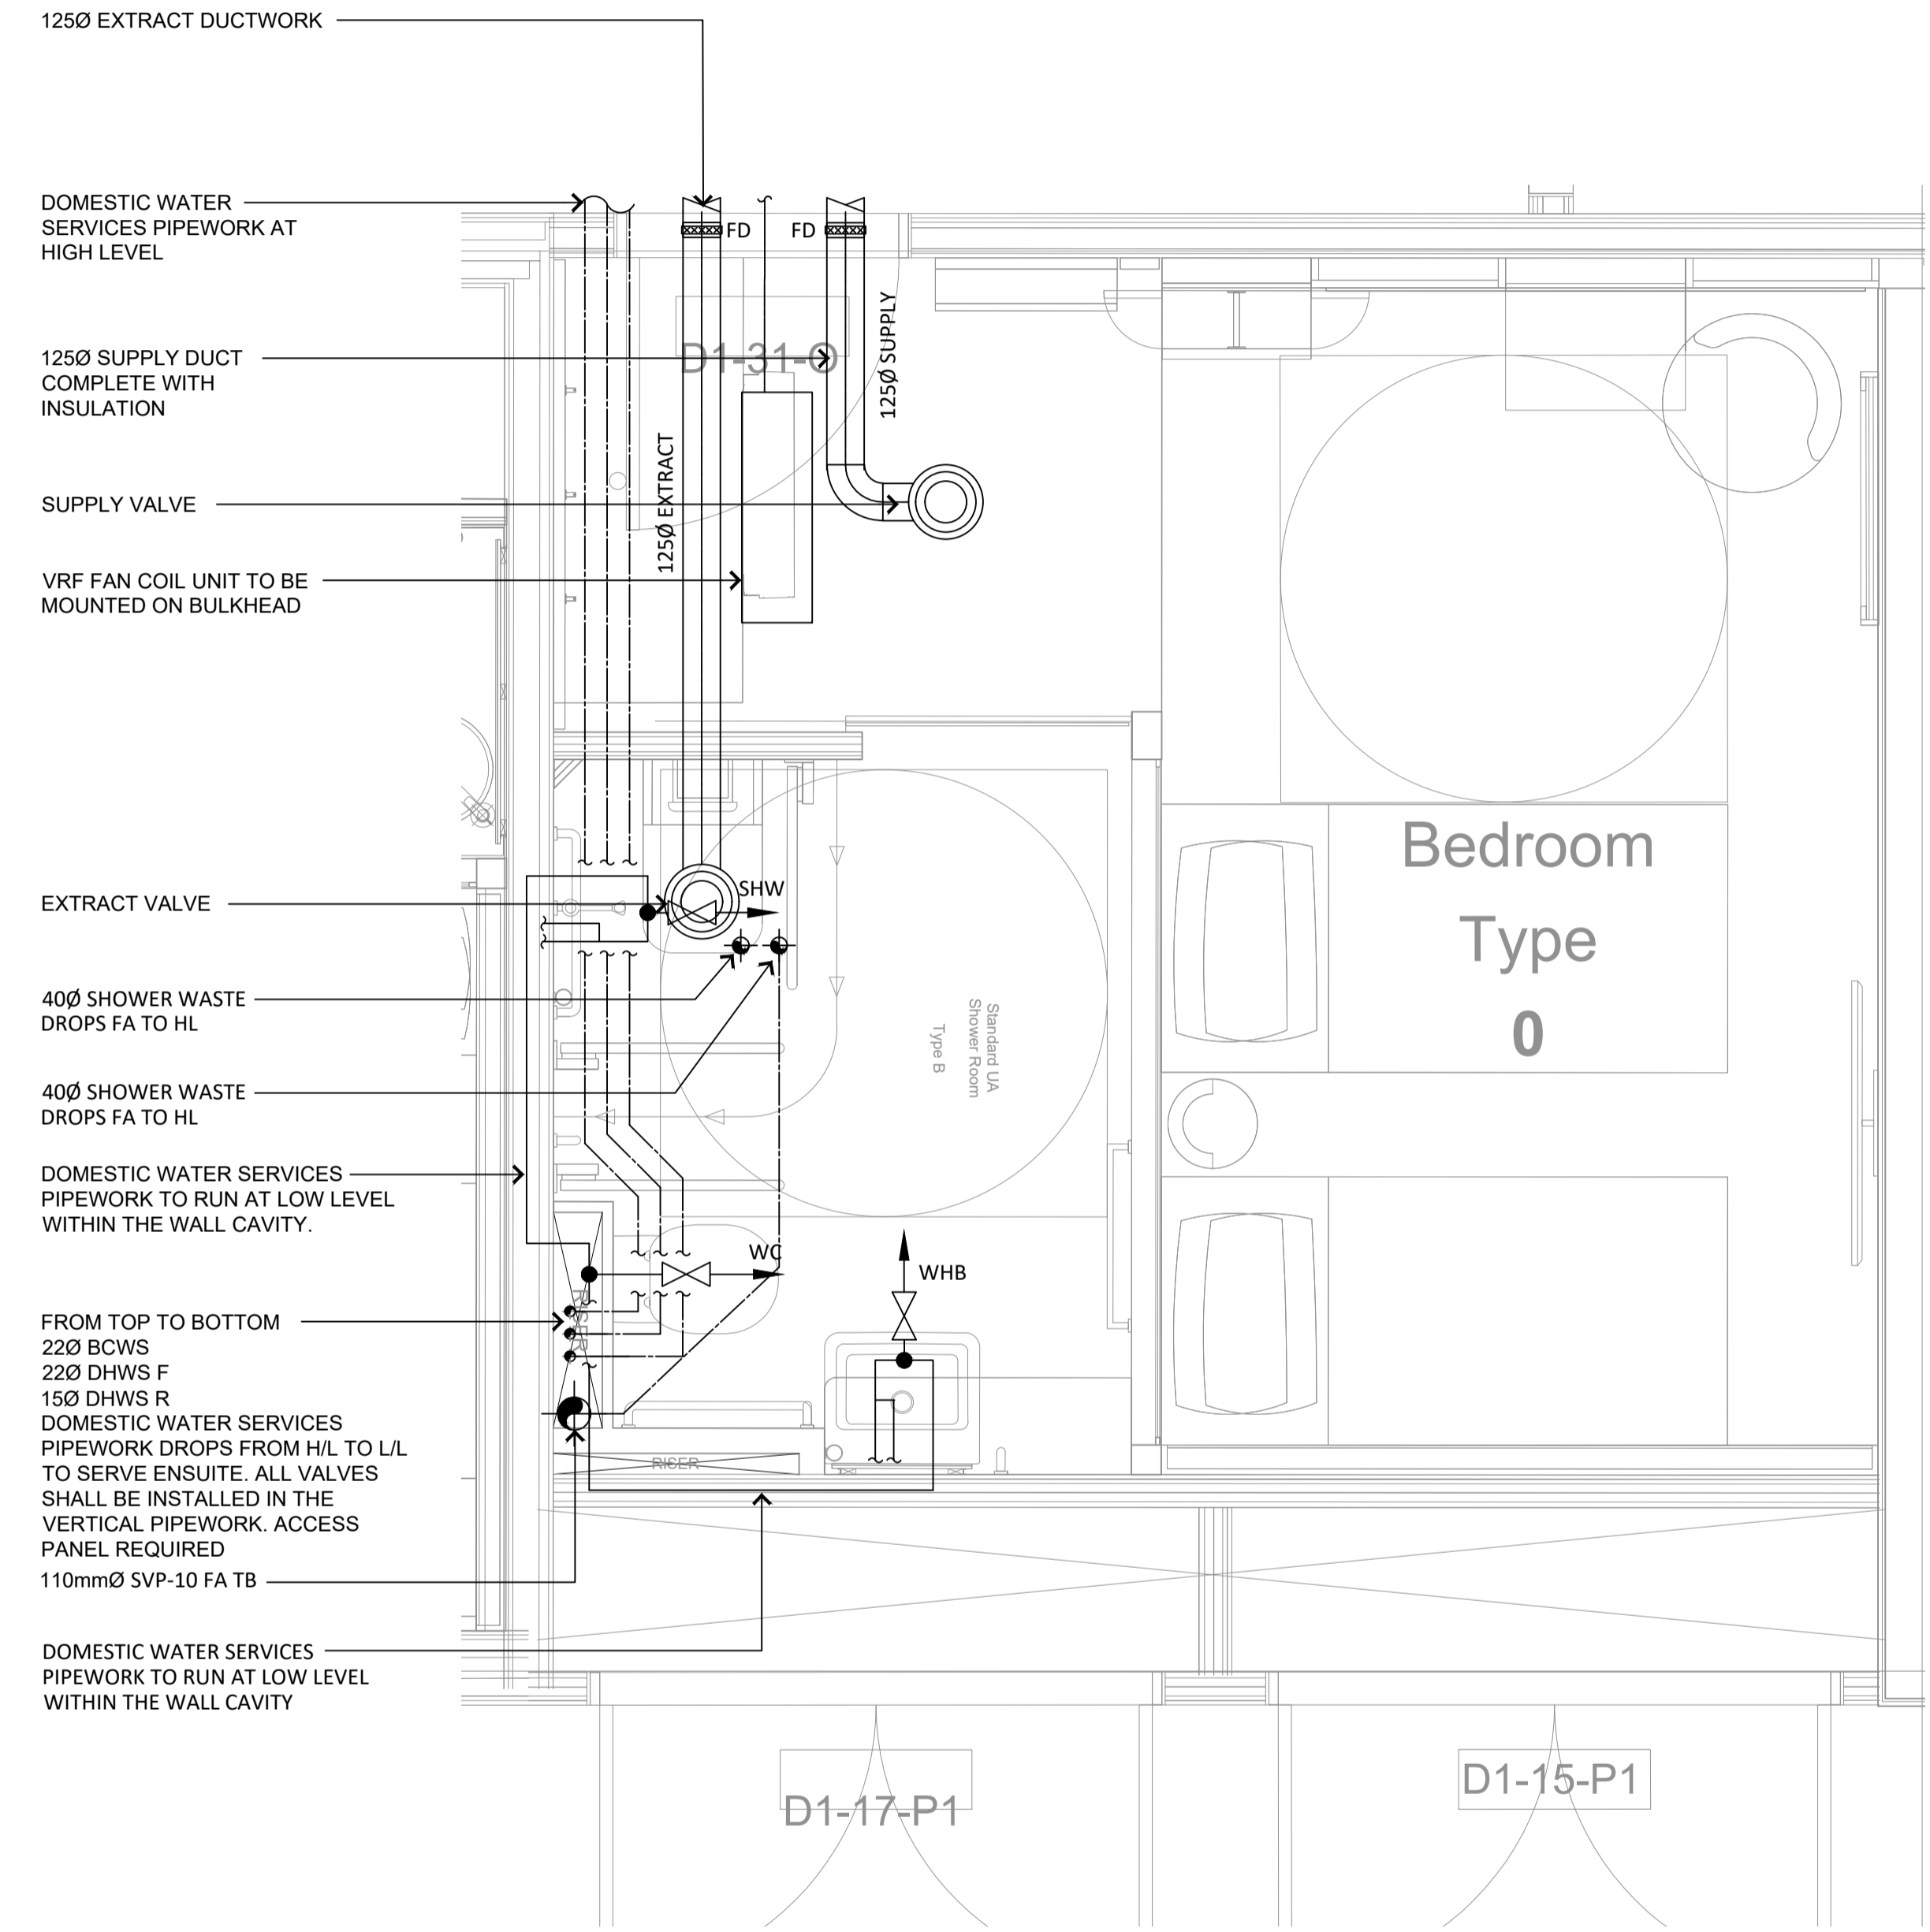 125Ø EXTRACT DUCTWORK
DOMESTIC WATER
SERVICES PIPEWORK AT
HIGH LEVEL
FD
FD
125Ø SUPPLY DUCT
COMPLETE WITH
INSULATION
D1-31-O
125Ø SUPPLY
125Ø EXTRACT
SUPPLY VALVE
VRF FAN COIL UNIT TO BE
MOUNTED ON BULKHEAD
Bedroom
Type
0
EXTRACT VALVE
SHW
40Ø SHOWER WASTE
DROPS FA TO HL
Standard UA
Shower Room
Type B
40Ø SHOWER WASTE
DROPS FA TO HL
DOMESTIC WATER SERVICES
PIPEWORK TO RUN AT LOW LEVEL
WITHIN THE WALL CAVITY.
WC
WHB
RISER
FROM TOP TO BOTTOM
22Ø BCWS
22Ø DHWS F
15Ø DHWS R
DOMESTIC WATER SERVICES
PIPEWORK DROPS FROM H/L TO L/L
TO SERVE ENSUITE. ALL VALVES
SHALL BE INSTALLED IN THE
VERTICAL PIPEWORK. ACCESS
PANEL REQUIRED
RISER
110mmØ SVP-10 FA TB
DOMESTIC WATER SERVICES
PIPEWORK TO RUN AT LOW LEVEL
WITHIN THE WALL CAVITY
D1-17-P1
D1-15-P1